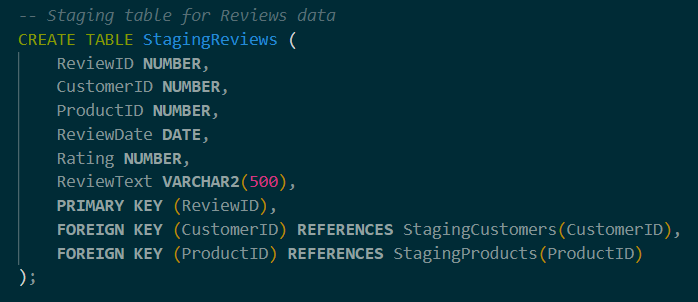 -- Staging table for Reviews data
CREATE TABLE StagingReviews (
    ReviewID NUMBER,
    CustomerID NUMBER,
    ProductID NUMBER,
    ReviewDate DATE,
    Rating NUMBER,
    ReviewText VARCHAR2(500),
    PRIMARY KEY (ReviewID),
    FOREIGN KEY (CustomerID) REFERENCES StagingCustomers(CustomerID),
    FOREIGN KEY (ProductID) REFERENCES StagingProducts(ProductID)
);